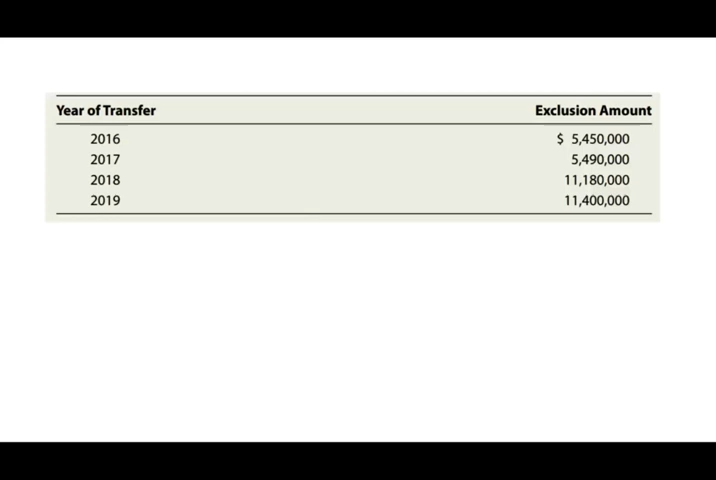 Year of Transfer Exclusion Amount
2016 $ 5,450,000
2017 5,490,000
2018 11,180,000
2019 11,400,000